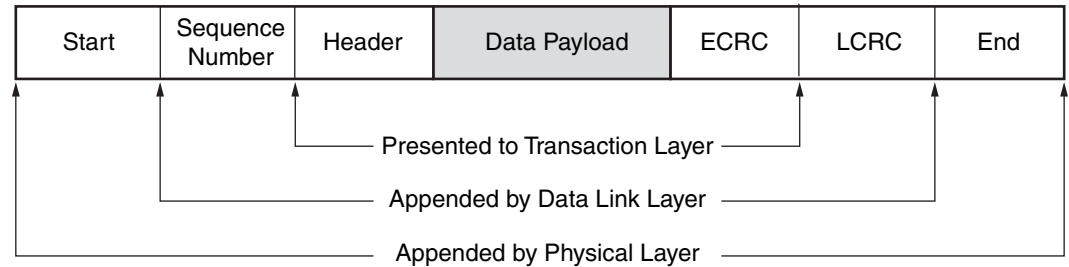 Start
Sequence
Number
Header
Data Payload
ECRC
LCRC
End
Presented to Transaction Layer
Appended by Data Link Layer
Appended by Physical Layer